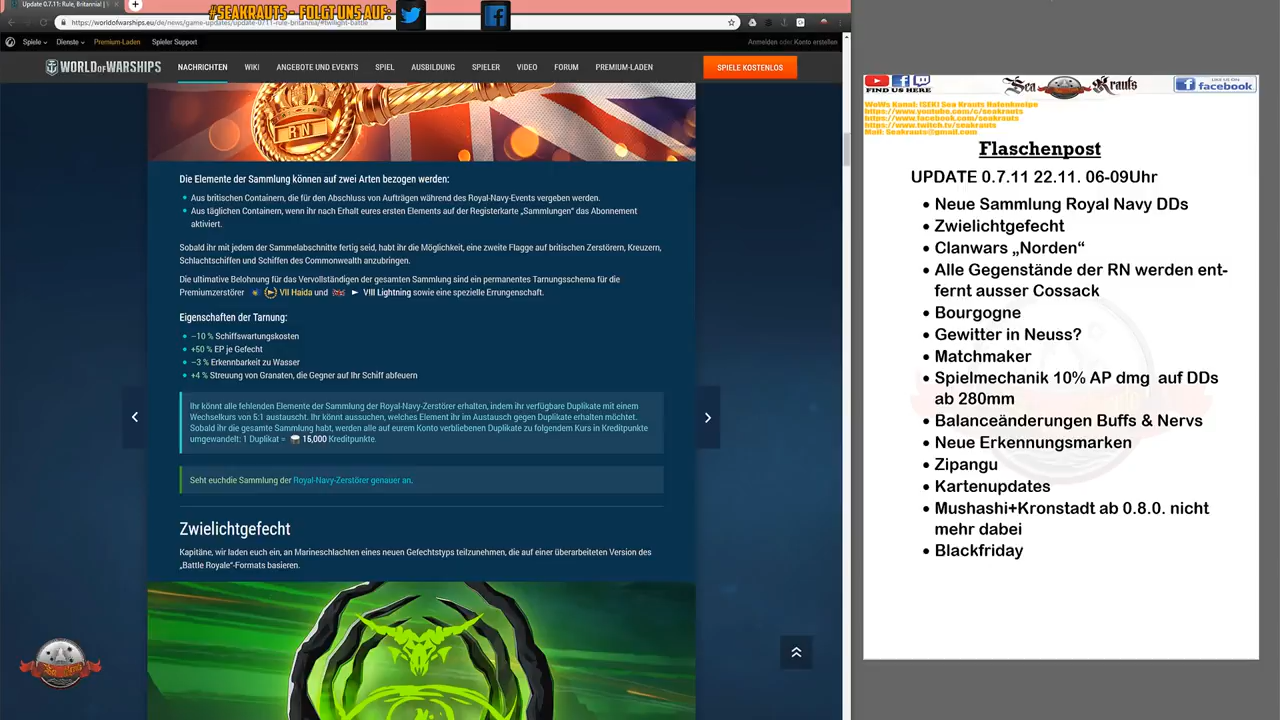 Update 0.7.11: Rule, Britannia! |
#SEAKRAUTS - FOLGT UNS AUF:
https://worldofwarships.eu/de/news/game-updates/update-0711-rule-britannia/#twilight-battle
Spiele Dienste Premium-Laden Spieler Support
Anmelden oder Konto erstellen
WORLD OF WARSHIPS NACHRICHTEN WIKI ANGEBOTE UND EVENTS SPIEL AUSBILDUNG SPIELER VIDEO FORUM PREMIUM-LADEN SPIELE KOSTENLOS
Die Elemente der Sammlung können auf zwei Arten bezogen werden:
Aus britischen Containern, die für den Abschluss von Aufträgen während des Royal-Navy-Events vergeben werden.
Aus täglichen Containern, wenn ihr nach Erhalt eures ersten Elements auf der Registerkarte „Sammlungen" das Abonnement
aktiviert.
Sobald ihr mit jedem der Sammelabschnitte fertig seid, habt ihr die Möglichkeit, eine zweite Flagge auf britischen Zerstörern, Kreuzern,
Schlachtschiffen und Schiffen des Commonwealth anzubringen.
Die ultimative Belohnung für das Vervollständigen der gesamten Sammlung sind ein permanentes Tarnungsschema für die
Premiumzerstörer VII Haida und VIII Lightning sowie eine spezielle Errungenschaft.
Eigenschaften der Tarnung:
–10 % Schiffswartungskosten
+50 % EP je Gefecht
–3 % Erkennbarkeit zu Wasser
+4 % Streuung von Granaten, die Gegner auf Ihr Schiff abfeuern
Ihr könnt alle fehlenden Elemente der Sammlung der Royal-Navy-Zerstörer erhalten, indem ihr verfügbare Duplikate mit einem
Wechselkurs von 5:1 austauscht. Ihr könnt aussuchen, welches Element ihr im Austausch gegen Duplikate erhalten möchtet.
Sobald ihr die gesamte Sammlung habt, werden alle auf eurem Konto verbliebenen Duplikate zu folgendem Kurs in Kreditpunkte
umgewandelt: 1 Duplikat = 15,000 Kreditpunkte.
Seht euchdie Sammlung der Royal-Navy-Zerstörer genauer an.
Zwielichtgefecht
Kapitäne, wir laden euch ein, an Marineschlachten eines neuen Gefechtstyps teilzunehmen, die auf einer überarbeiteten Version des
„Battle Royale"-Formats basieren.
FIND US HERE
Sea Krauts
LIKE US ON
facebook
WoWs Kanal: (SEK) Sea Krauts Hafenkneipe
https://www.youtube.com/c/seakrauts
https://www.facebook.com/seakrauts
https://www.twitch.tv/seakrauts
Mail: Seakrauts@gmail.com
Flaschenpost
UPDATE 0.7.11 22.11. 06-09Uhr
Neue Sammlung Royal Navy DDs
Zwielichtgefecht
Clanwars „Norden“
Alle Gegenstände der RN werden ent-
fernt ausser Cossack
Bourgogne
Gewitter in Neuss?
Matchmaker
Spielmechanik 10% AP dmg auf DDs
ab 280mm
Balanceänderungen Buffs & Nervs
Neue Erkennungsmarken
Zipangu
Kartenupdates
Mushashi+Kronstadt ab 0.8.0. nicht
mehr dabei
Blackfriday